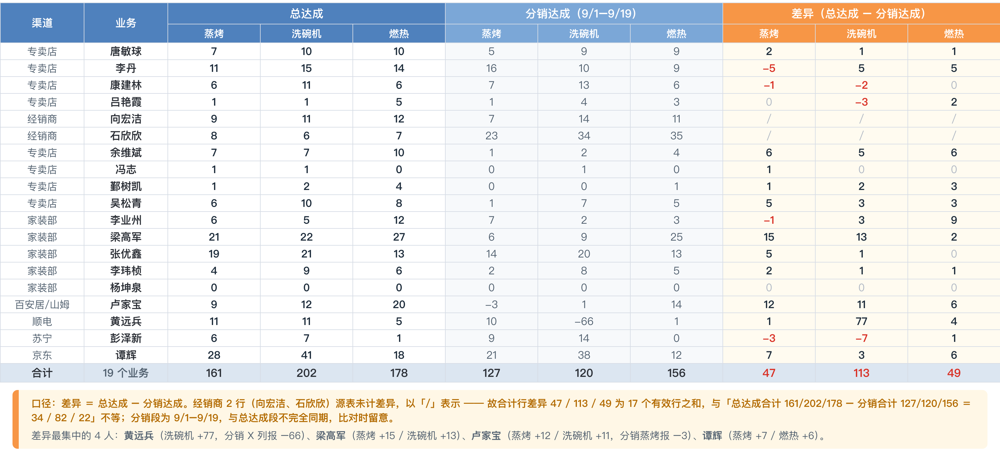 渠道 业务 总达成 分销达成（9/1—9/19） 差异（总达成 — 分销达成）
蒸烤 洗碗机 燃热 蒸烤 洗碗机 燃热 蒸烤 洗碗机 燃热
专卖店 唐敏球 7 10 10 5 9 9 2 1 1
专卖店 李丹 11 15 14 16 10 9 −5 5 5
专卖店 康建林 6 11 6 7 13 6 −1 −2 0
专卖店 吕艳霞 1 1 5 1 4 3 0 −3 2
经销商 向宏洁 9 11 12 7 14 11 / / /
经销商 石欣欣 8 6 7 23 34 35 / / /
专卖店 余维斌 7 7 10 1 2 4 6 5 6
专卖店 冯志 1 1 0 0 1 0 1 0 0
专卖店 鄞树凯 1 2 4 0 0 1 1 2 3
专卖店 吴松青 6 10 8 1 7 5 5 3 3
家装部 李业州 6 5 12 7 2 3 −1 3 9
家装部 梁高军 21 22 27 6 9 25 15 13 2
家装部 张优鑫 19 21 13 14 20 13 5 1 0
家装部 李玮桢 4 9 6 2 8 5 2 1 1
家装部 杨坤泉 0 0 0 0 0 0 0 0 0
百安居/山姆 卢家宝 9 12 20 −3 1 14 12 11 6
顺电 黄远兵 11 11 5 10 −66 1 1 77 4
苏宁 彭泽新 6 7 1 9 14 0 −3 −7 1
京东 谭辉 28 41 18 21 38 12 7 3 6
合计 19 个业务 161 202 178 127 120 156 47 113 49
口径：差异 ＝ 总达成 － 分销达成。经销商 2 行（向宏洁、石欣欣）源表未计差异，以「/」表示 —— 故合计行差异 47 / 113 / 49 为 17 个有效行之和，与「总达成合计 161/202/178 － 分销合计 127/120/156 ＝
34 / 82 / 22」不等；分销段为 9/1—9/19，与总达成段不完全同期，比对时留意。
差异最集中的 4 人：黄远兵（洗碗机 +77，分销 X 列报 −66）、梁高军（蒸烤 +15 / 洗碗机 +13）、卢家宝（蒸烤 +12 / 洗碗机 +11，分销蒸烤报 −3）、谭辉（蒸烤 +7 / 燃热 +6）。